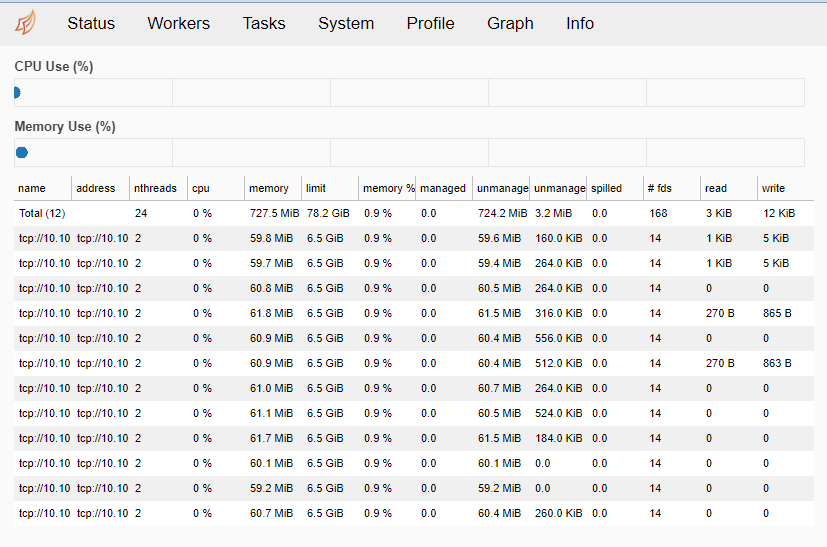 Status Workers Tasks System Profile Graph Info
CPU Use (%)
Memory Use (%)
name address nthreads cpu memory limit memory % managed unmanage unmanage spilled # fds read write
Total (12) 24 0 % 727.5 MiB 78.2 GiB 0.9 % 0.0 724.2 MiB 3.2 MiB 0.0 168 3 KiB 12 KiB
tcp://10.10 tcp://10.10 2 0 % 59.8 MiB 6.5 GiB 0.9 % 0.0 59.6 MiB 160.0 KiB 0.0 14 1 KiB 5 KiB
tcp://10.10 tcp://10.10 2 0 % 59.7 MiB 6.5 GiB 0.9 % 0.0 59.4 MiB 264.0 KiB 0.0 14 1 KiB 5 KiB
tcp://10.10 tcp://10.10 2 0 % 60.8 MiB 6.5 GiB 0.9 % 0.0 60.5 MiB 264.0 KiB 0.0 14 0 0
tcp://10.10 tcp://10.10 2 0 % 61.8 MiB 6.5 GiB 0.9 % 0.0 61.5 MiB 316.0 KiB 0.0 14 270 B 865 B
tcp://10.10 tcp://10.10 2 0 % 60.9 MiB 6.5 GiB 0.9 % 0.0 60.4 MiB 556.0 KiB 0.0 14 0 0
tcp://10.10 tcp://10.10 2 0 % 60.9 MiB 6.5 GiB 0.9 % 0.0 60.4 MiB 512.0 KiB 0.0 14 270 B 863 B
tcp://10.10 tcp://10.10 2 0 % 61.0 MiB 6.5 GiB 0.9 % 0.0 60.7 MiB 264.0 KiB 0.0 14 0 0
tcp://10.10 tcp://10.10 2 0 % 61.1 MiB 6.5 GiB 0.9 % 0.0 60.5 MiB 524.0 KiB 0.0 14 0 0
tcp://10.10 tcp://10.10 2 0 % 61.7 MiB 6.5 GiB 0.9 % 0.0 61.5 MiB 184.0 KiB 0.0 14 0 0
tcp://10.10 tcp://10.10 2 0 % 60.1 MiB 6.5 GiB 0.9 % 0.0 60.1 MiB 0.0 0.0 14 0 0
tcp://10.10 tcp://10.10 2 0 % 59.2 MiB 6.5 GiB 0.9 % 0.0 59.2 MiB 0.0 0.0 14 0 0
tcp://10.10 tcp://10.10 2 0 % 60.7 MiB 6.5 GiB 0.9 % 0.0 60.4 MiB 260.0 KiB 0.0 14 0 0